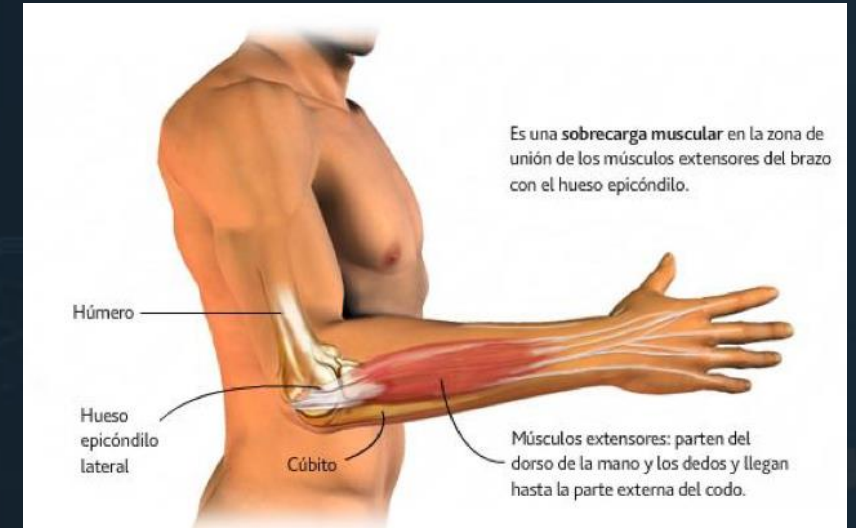 Es una sobrecarga muscular en la zona de
unión de los músculos extensores del brazo
con el hueso epicóndilo.
Húmero
Hueso
epicóndilo
lateral
Cúbito
Músculos extensores: parten del
dorso de la mano y los dedos y llegan
hasta la parte externa del codo.